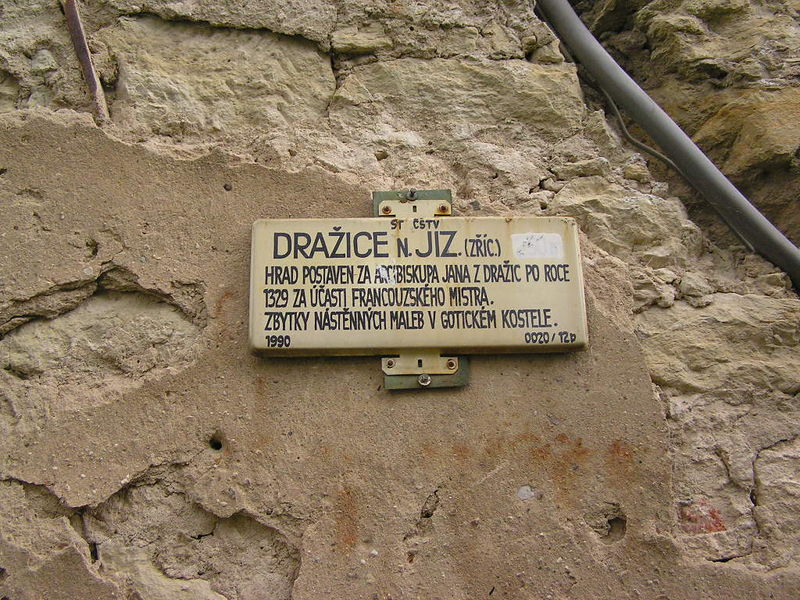 ST ČSTV
DRAŽICE N. JIZ. (ZŘÍC.)
HRAD POSTAVEN ZA ARCIBISKUPA JANA Z DRAŽIC PO ROCE
1329 ZA ÚČASTI FRANCOUZSKÉHO MISTRA.
ZBYTKY NÁSTĚNNÝCH MALEB V GOTICKÉM KOSTELE.
1990 0020/12b